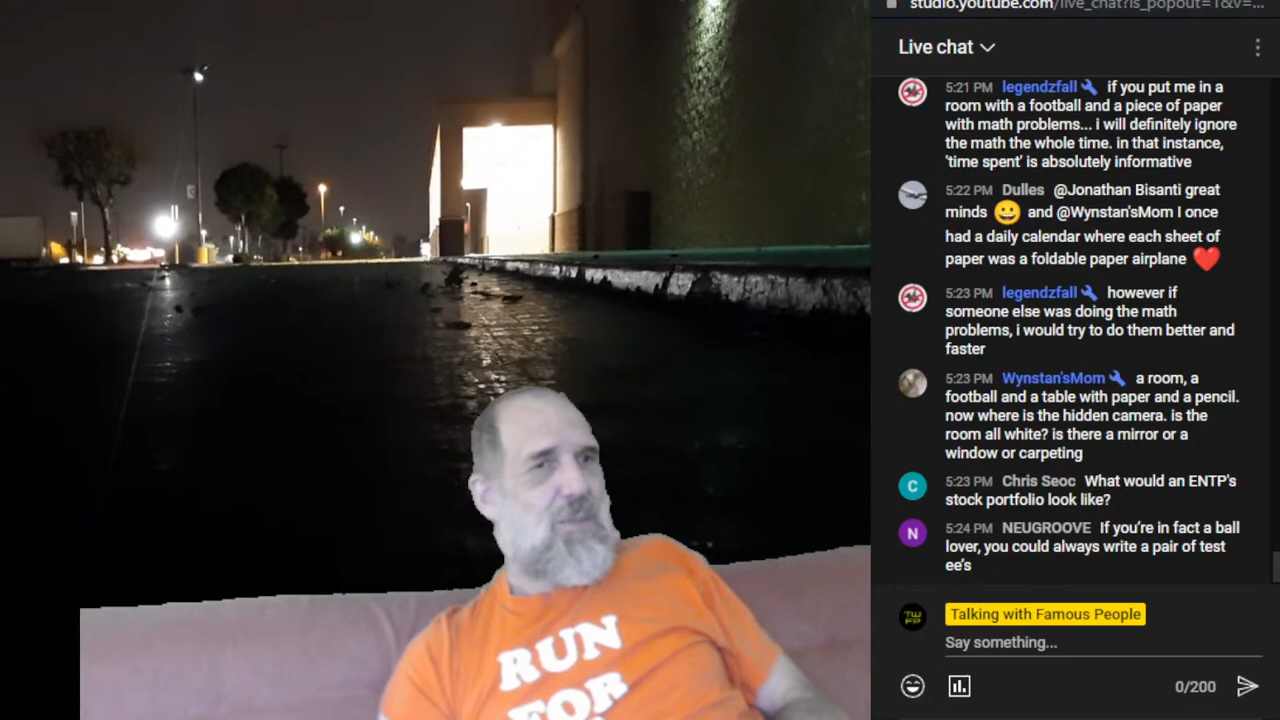 studio.youtube.com/live_chat?is_popout=1&v=...
Live chat
5:21 PM legendzfall if you put me in a
room with a football and a piece of paper
with math problems... i will definitely ignore
the math the whole time. in that instance,
'time spent' is absolutely informative
5:22 PM Dulles @Jonathan Bisanti great
minds 😀 and @Wynstan'sMom I once
had a daily calendar where each sheet of
paper was a foldable paper airplane ❤️
5:23 PM legendzfall however if
someone else was doing the math
problems, i would try to do them better and
faster
5:23 PM Wynstan'sMom a room, a
football and a table with paper and a pencil.
now where is the hidden camera. is the
room all white? is there a mirror or a
window or carpeting
C 5:23 PM Chris Seoc What would an ENTP's
stock portfolio look like?
N 5:24 PM NEUGROOVE If you're in fact a ball
lover, you could always write a pair of test
ee's
TW
FP
Talking with Famous People
Say something...
0/200
RUN
FOR